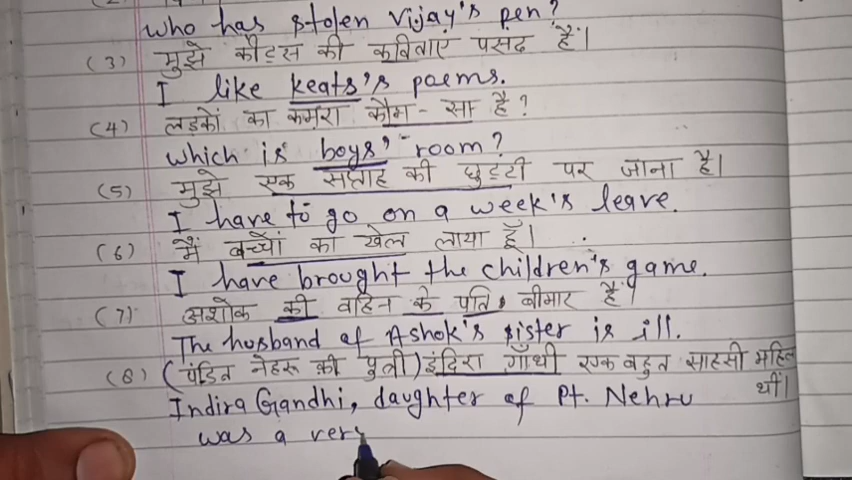 who has stolen vijay's pen?
(3) मुझे कीट्स की कविताएं पसंद हैं।
I like keats's poems.
(4) लड़कों का कमरा कौन-सा है?
which is boys' room?
(5) मुझे एक सप्ताह की छुट्टी पर जाना है।
I have to go on a week's leave.
(6) मैं बच्चों का खेल लाया हूँ।
I have brought the children's game.
(7) अशोक की बहिन के पति बीमार हैं।
The husband of Ashok's sister is ill.
(8) (पंडित नेहरू की पुत्री) इंदिरा गाँधी एक बहुत साहसी महिला थीं।
Indira Gandhi, daughter of Pt. Nehru
was a very